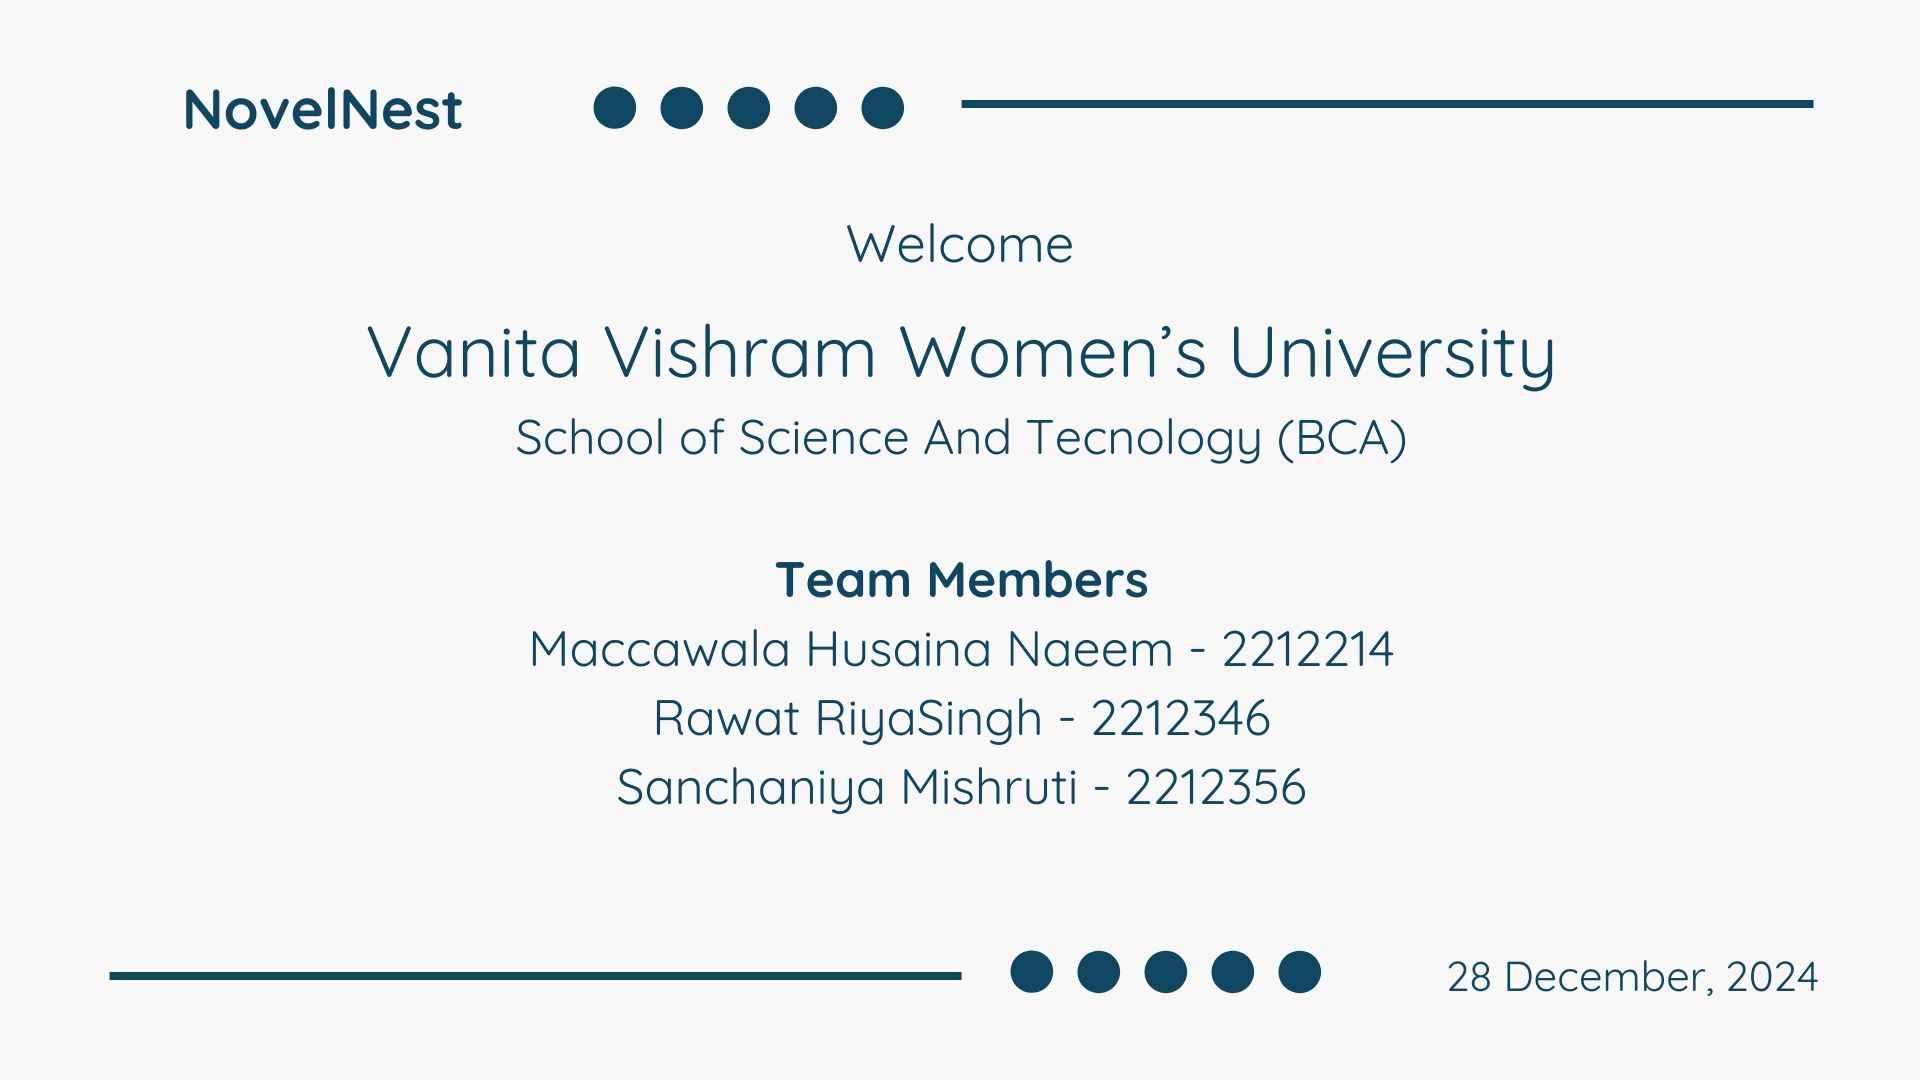 NovelNest
Welcome
Vanita Vishram Women’s University
School of Science And Tecnology (BCA)
Team Members
Maccawala Husaina Naeem - 2212214
Rawat RiyaSingh - 2212346
Sanchaniya Mishruti - 2212356
28 December, 2024